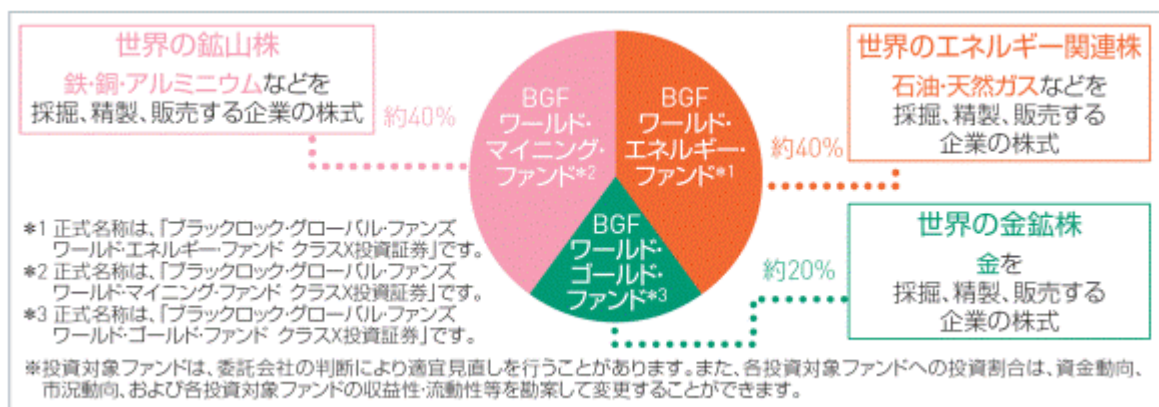 世界の鉱山株
鉄・銅・アルミニウムなどを
採掘、精製、販売する企業の株式
約40%
BGF
ワールド・
マイニング・
ファンド*2
BGF
ワールド・
エネルギー・
ファンド*1
約40%
世界のエネルギー関連株
石油・天然ガスなどを
採掘、精製、販売する
企業の株式
BGF
ワールド・
ゴールド・
ファンド*3
約20%
世界の金鉱株
金を
採掘、精製、販売する
企業の株式
*1 正式名称は、「ブラックロック・グローバル・ファンズ
ワールド・エネルギー・ファンド クラスX投資証券」です。
*2 正式名称は、「ブラックロック・グローバル・ファンズ
ワールド・マイニング・ファンド クラスX投資証券」です。
*3 正式名称は、「ブラックロック・グローバル・ファンズ
ワールド・ゴールド・ファンド クラスX投資証券」です。
※投資対象ファンドは、委託会社の判断により適宜見直しを行うことがあります。また、各投資対象ファンドへの投資割合は、資金動向、
市況動向、および各投資対象ファンドの収益性・流動性等を勘案して変更することができます。